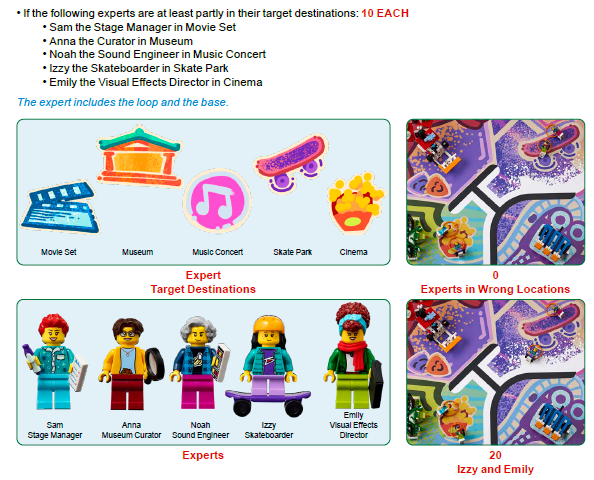 • If the following experts are at least partly in their target destinations: 10 EACH
• Sam the Stage Manager in Movie Set
• Anna the Curator in Museum
• Noah the Sound Engineer in Music Concert
• Izzy the Skateboarder in Skate Park
• Emily the Visual Effects Director in Cinema
The expert includes the loop and the base.
Movie Set
Museum
Music Concert
Skate Park
Cinema
Expert
Target Destinations
0
Experts in Wrong Locations
Sam
Stage Manager
Anna
Museum Curator
Noah
Sound Engineer
Izzy
Skateboarder
Emily
Visual Effects
Director
Experts
20
Izzy and Emily